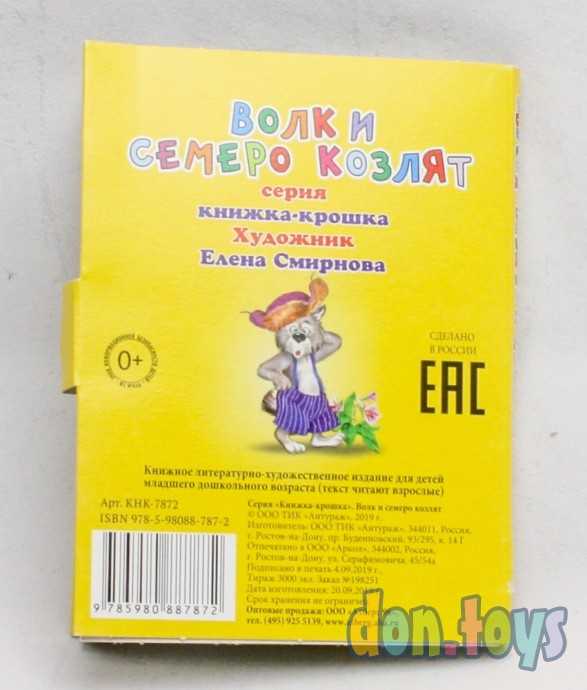 ВОЛК И
СЕМЕРО КОЗЛЯТ
серия
книжка-крошка
Художник
Елена Смирнова
0+
СДЕЛАНО
В РОССИИ
ЕАС
Книжное литературно-художественное издание для детей
младшего дошкольного возраста (текст читают взрослые)
Арт. КНК-7872
ISBN 978-5-98088-787-2
9 785980 887872
Серия «Книжка-крошка». Волк и семеро козлят
© ООО ТИК «Антураж», 2019 г.
Изготовитель: ООО ТИК «Антураж», 344011, Россия,
г. Ростов-на-Дону, пр. Буденновский, 93/295, к. 14 Г
Отпечатано в ООО 344002, Россия,
г. Ростов-на-Дону, ул. Серафимовича, 45/54а
Подписано в печать 4.09.2019 г.
Тираж 3000 экз. Заказ №198251
Дата изготовления: 20.09
Срок хранения не ограничен
Оптовые продажи: ООО
тел. (495) 925 5139,
don.toys